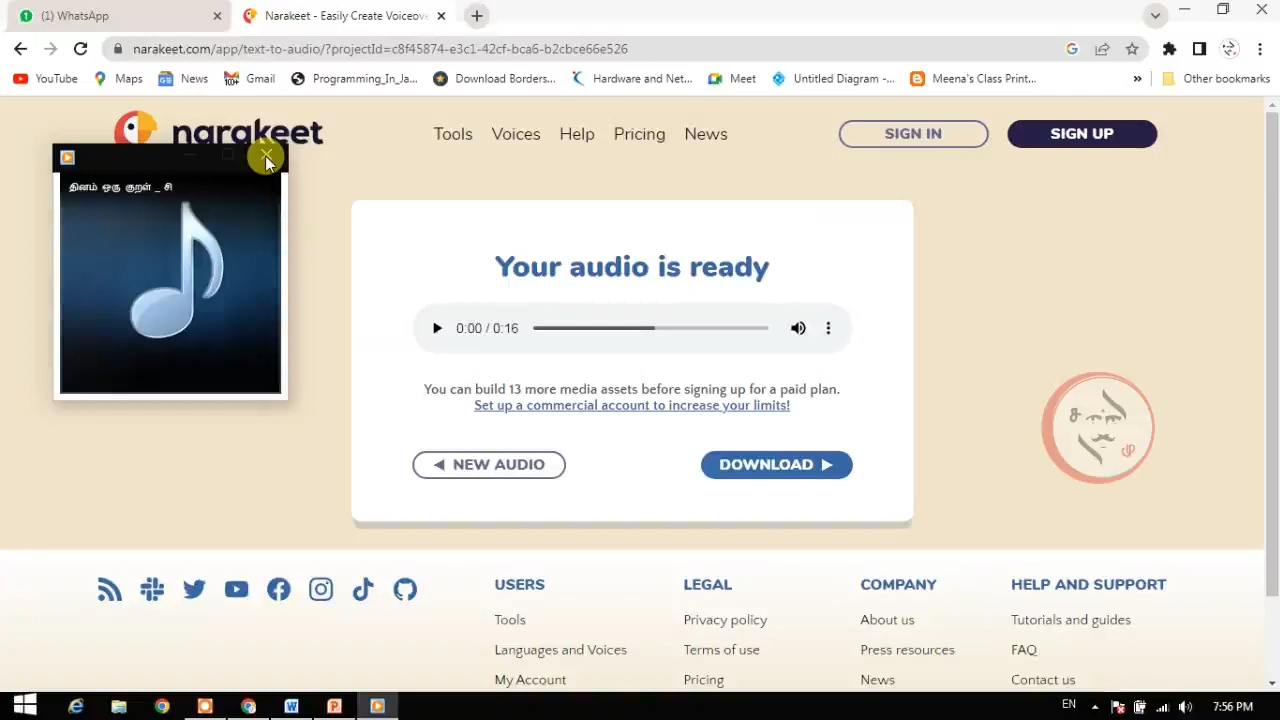 (1) WhatsApp
Narakeet - Easily Create Voiceov
narakeet.com/app/text-to-audio/?projectId=c8f45874-e3c1-42cf-bca6-b2cbce66e526
YouTube
Maps
News
Gmail
Programming_In_Ja...
Download Borders...
Hardware and Net...
Meet
Untitled Diagram -...
Meena's Class Print...
»
Other bookmarks
narakeet
Tools
Voices
Help
Pricing
News
SIGN IN
SIGN UP
தினம் ஒரு குறள் _ சி
Your audio is ready
0:00 / 0:16
You can build 13 more media assets before signing up for a paid plan.
Set up a commercial account to increase your limits!
NEW AUDIO
DOWNLOAD
USERS
LEGAL
COMPANY
HELP AND SUPPORT
Tools
Privacy policy
About us
Tutorials and guides
Languages and Voices
Terms of use
Press resources
FAQ
My Account
Pricing
News
Contact us
EN
7:56 PM